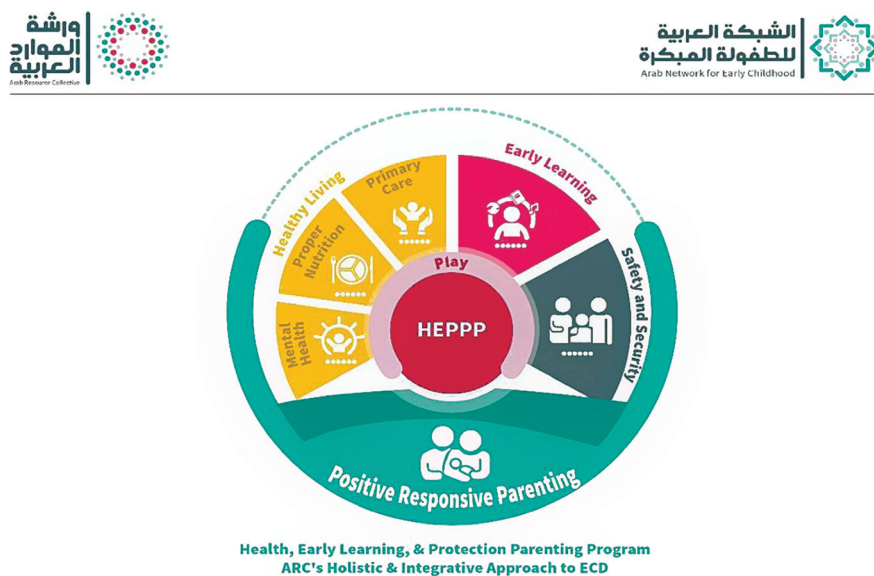 ورشة
الموارد
العربية
Arab Resource Collective
الشبكة العربية
للطفولة المبكرة
Arab Network for Early Childhood
Healthy Living
Primary
Care
Proper
Nutrition
Mental
Health
Early Learning
Safety and Security
Play
HEPPP
Positive Responsive Parenting
Health, Early Learning, & Protection Parenting Program
ARC's Holistic & Integrative Approach to ECD